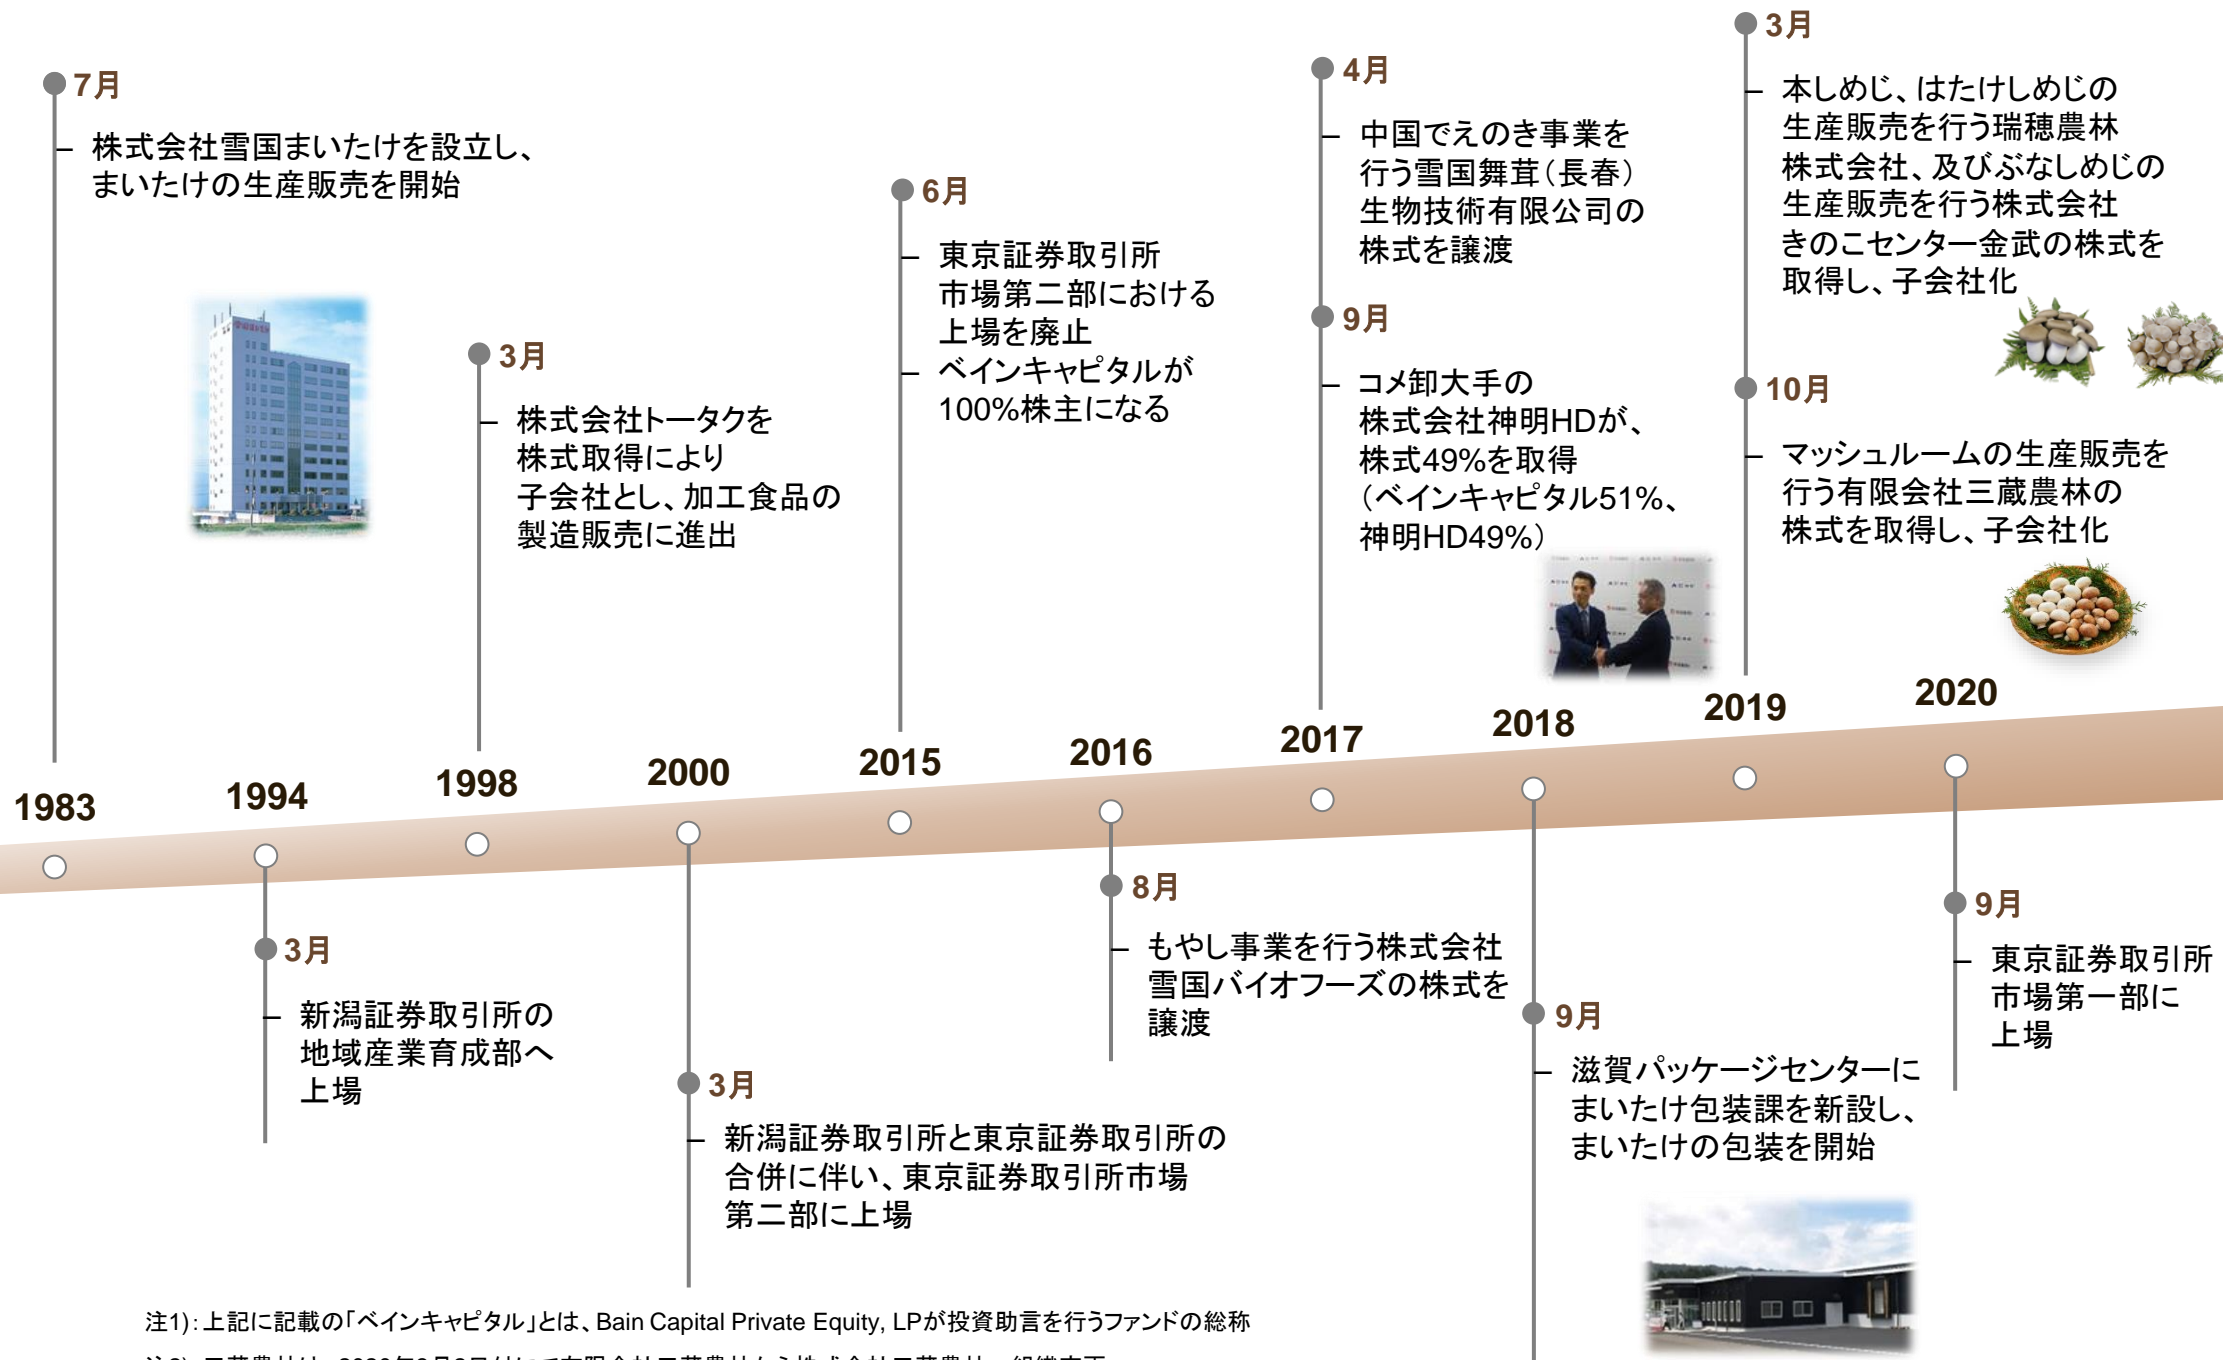 1983
7月
– 株式会社雪国まいたけを設立し、
まいたけの生産販売を開始
1994
3月
– 新潟証券取引所の
地域産業育成部へ
上場
1998
3月
– 株式会社トータクを
株式取得により
子会社とし、加工食品の
製造販売に進出
2000
3月
– 新潟証券取引所と東京証券取引所の
合併に伴い、東京証券取引所市場
第二部に上場
2015
6月
– 東京証券取引所
市場第二部における
上場を廃止
– ベインキャピタルが
100%株主になる
2016
8月
– もやし事業を行う株式会社
雪国バイオフーズの株式を
譲渡
2017
4月
– 中国でえのき事業を
行う雪国舞茸（長春）
生物技術有限公司の
株式を譲渡
9月
– コメ卸大手の
株式会社神明HDが、
株式49%を取得
（ベインキャピタル51%、
神明HD49%）
2018
9月
– 滋賀パッケージセンターに
まいたけ包装課を新設し、
まいたけの包装を開始
2019
3月
– 本しめじ、はたけしめじの
生産販売を行う瑞穂農林
株式会社、及びぶなしめじの
生産販売を行う株式会社
きのこセンター金武の株式を
取得し、子会社化
10月
– マッシュルームの生産販売を
行う有限会社三蔵農林の
株式を取得し、子会社化
2020
9月
– 東京証券取引所
市場第一部に
上場
注1)：上記に記載の「ベインキャピタル」とは、Bain Capital Private Equity, LPが投資助言を行うファンドの総称